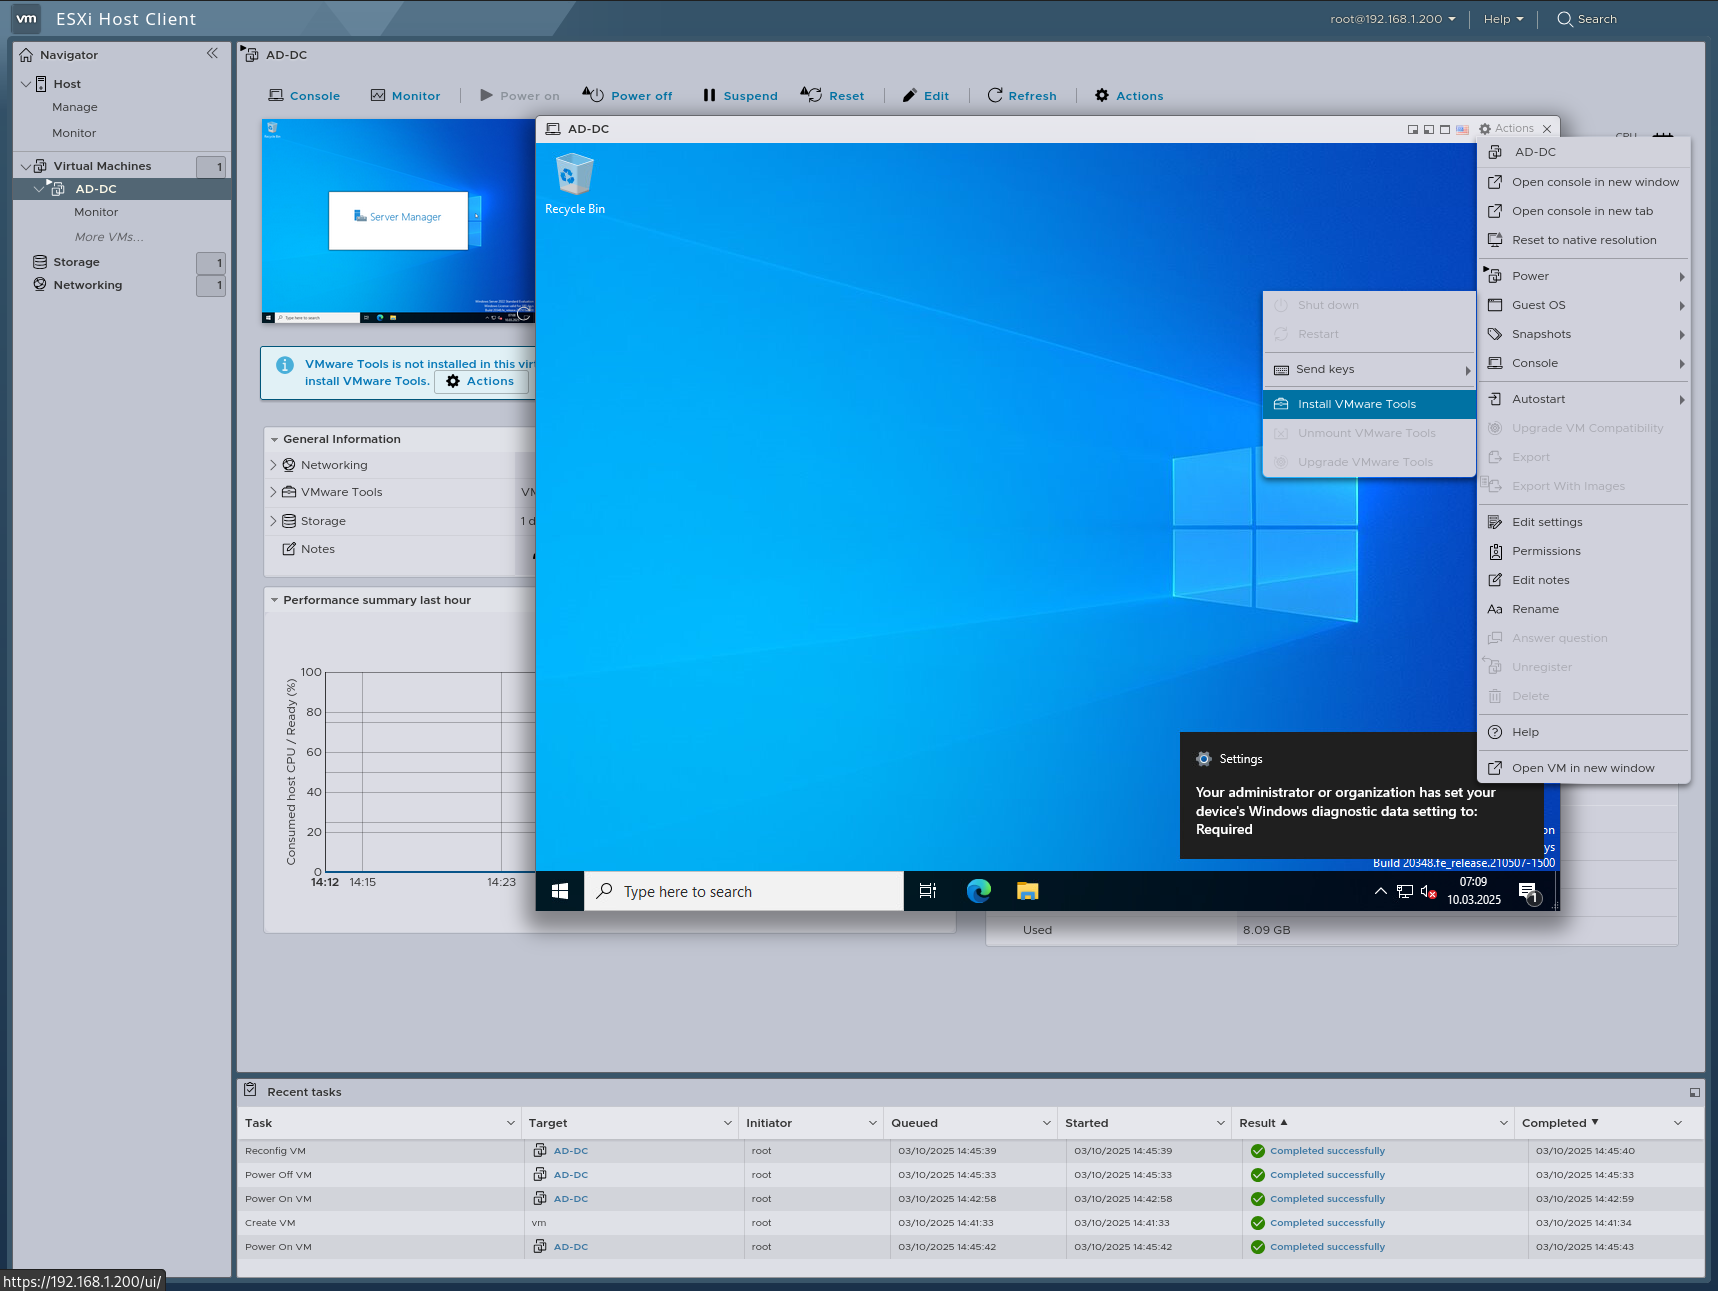 vm ESXi Host Client
root@192.168.1.200 Help Search
Navigator
Host
Manage
Monitor
Virtual Machines 1
AD-DC
Monitor
More VMs...
Storage 1
Networking 1
AD-DC
Console Monitor Power on Power off Suspend Reset Edit Refresh Actions
Recycle Bin
Server Manager
Type here to search
VMware Tools is not installed in this
install VMware Tools. Actions
General Information
Networking
VMware Tools
Storage 1 d
Notes
Performance summary last hour
Consumed host CPU / Ready (%)
100
80
60
40
20
0
14:12 14:15 14:23
AD-DC
Actions
Recycle Bin
Shut down
Restart
Send keys
Install VMware Tools
Unmount VMware Tools
Upgrade VMware Tools
AD-DC
Open console in new window
Open console in new tab
Reset to native resolution
Power
Guest OS
Snapshots
Console
Autostart
Upgrade VM Compatibility
Export
Export With Images
Edit settings
Permissions
Edit notes
Rename
Answer question
Unregister
Delete
Help
Open VM in new window
Settings
Your administrator or organization has set your
device's Windows diagnostic data setting to:
Required
on
ys
Build 20348.fe_release.210507-1500
Type here to search
07:09
10.03.2025
1
Used 8.09 GB
Recent tasks
Task Target Initiator Queued Started Result Completed
Reconfig VM AD-DC root 03/10/2025 14:45:39 03/10/2025 14:45:39 Completed successfully 03/10/2025 14:45:40
Power Off VM AD-DC root 03/10/2025 14:45:33 03/10/2025 14:45:33 Completed successfully 03/10/2025 14:45:33
Power On VM AD-DC root 03/10/2025 14:42:58 03/10/2025 14:42:58 Completed successfully 03/10/2025 14:42:59
Create VM vm root 03/10/2025 14:41:33 03/10/2025 14:41:33 Completed successfully 03/10/2025 14:41:34
Power On VM AD-DC root 03/10/2025 14:45:42 03/10/2025 14:45:42 Completed successfully 03/10/2025 14:45:43
https://192.168.1.200/ui/